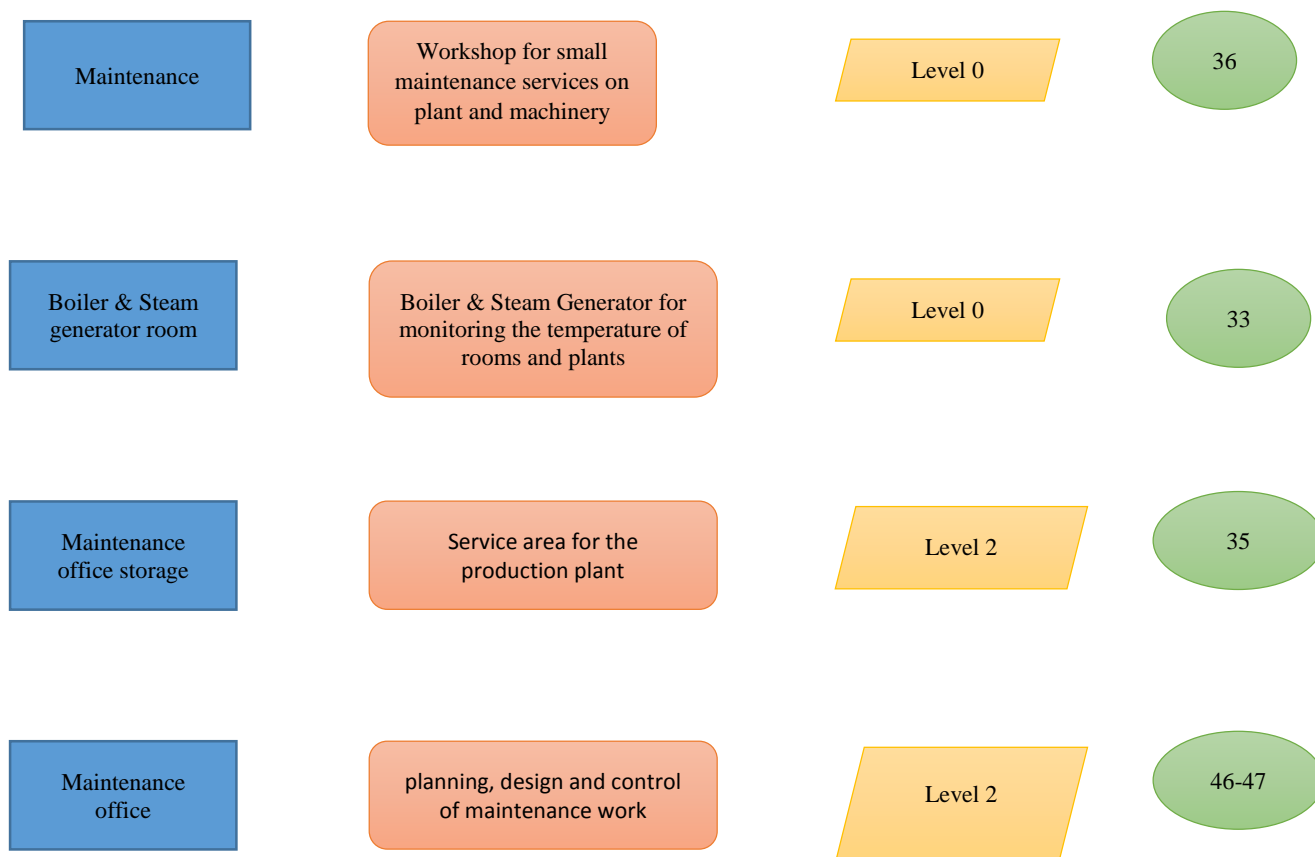 Maintenance
Workshop for small
maintenance services on
plant and machinery
Level 0
36
Boiler & Steam
generator room
Boiler & Steam Generator for
monitoring the temperature of
rooms and plants
Level 0
33
Maintenance
office storage
Service area for the
production plant
Level 2
35
Maintenance
office
planning, design and control
of maintenance work
Level 2
46-47